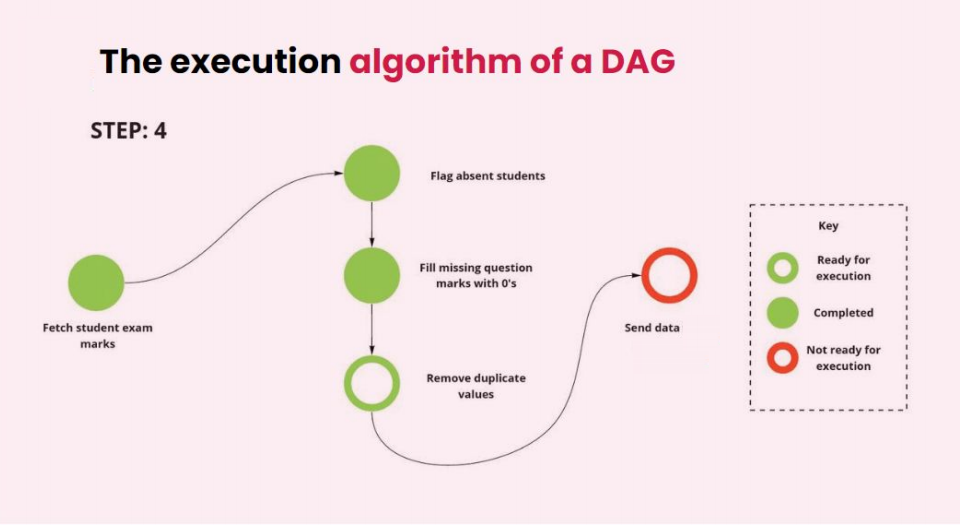 The execution algorithm of a DAG
STEP: 4
Flag absent students
Fill missing question
marks with 0's
Fetch student exam
marks
Send data
Remove duplicate
values
Key
Ready for
execution
Completed
Not ready for
execution